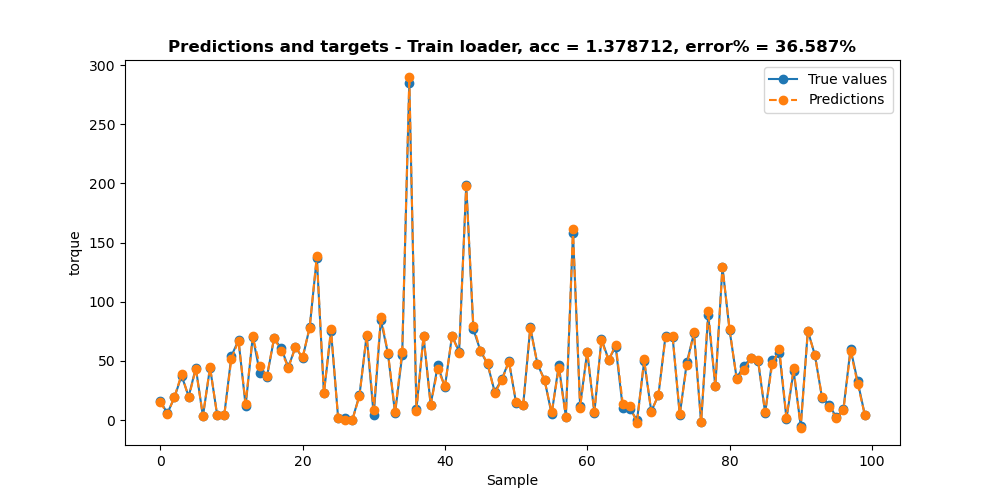 Predictions and targets - Train loader, acc = 1.378712, error% = 36.587%
True values
Predictions
300
250
200
150
100
50
0
torque
0 20 40 60 80 100
Sample